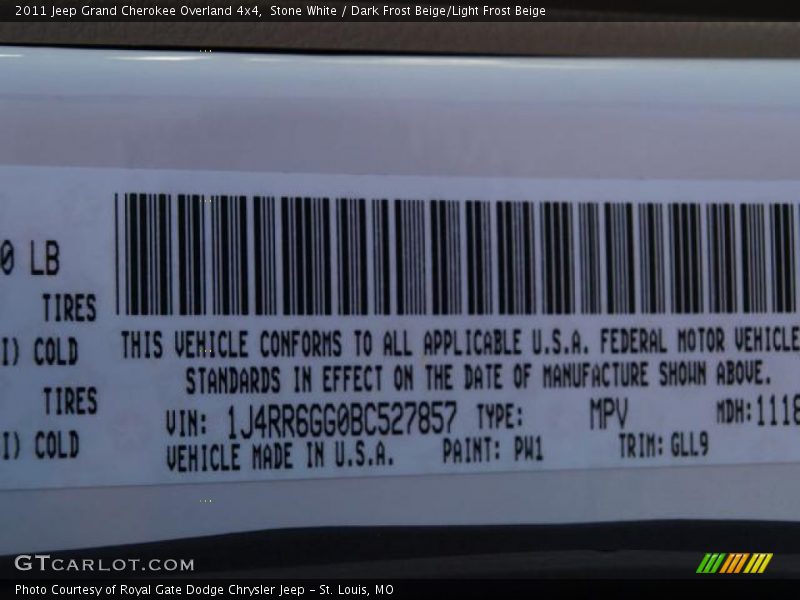 2011 Jeep Grand Cherokee Overland 4x4, Stone White / Dark Frost Beige/Light Frost Beige
0 LB
TIRES
I) COLD
TIRES
I) COLD
THIS VEHICLE CONFORMS TO ALL APPLICABLE U.S.A. FEDERAL MOTOR VEHICLE
STANDARDS IN EFFECT ON THE DATE OF MANUFACTURE SHOWN ABOVE.
VIN: 1J4RR6GG0BC527857 TYPE: MPV MDH: 1118
VEHICLE MADE IN U.S.A. PAINT: PW1 TRIM: GLL9
GTCARLOT.COM
Photo Courtesy of Royal Gate Dodge Chrysler Jeep - St. Louis, MO